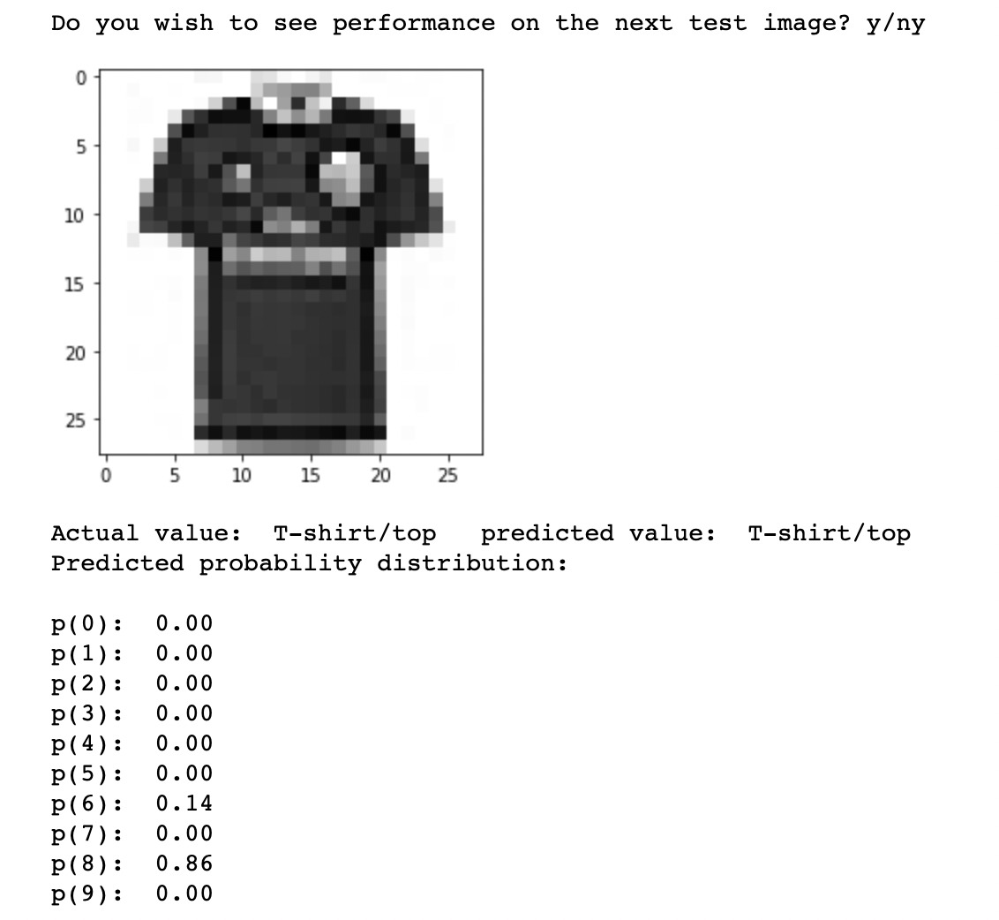 Do you wish to see performance on the next test image? y/ny
0
5
10
15
20
25
0 5 10 15 20 25
Actual value:  T-shirt/top   predicted value:  T-shirt/top
Predicted probability distribution:
p(0):  0.00
p(1):  0.00
p(2):  0.00
p(3):  0.00
p(4):  0.00
p(5):  0.00
p(6):  0.14
p(7):  0.00
p(8):  0.86
p(9):  0.00